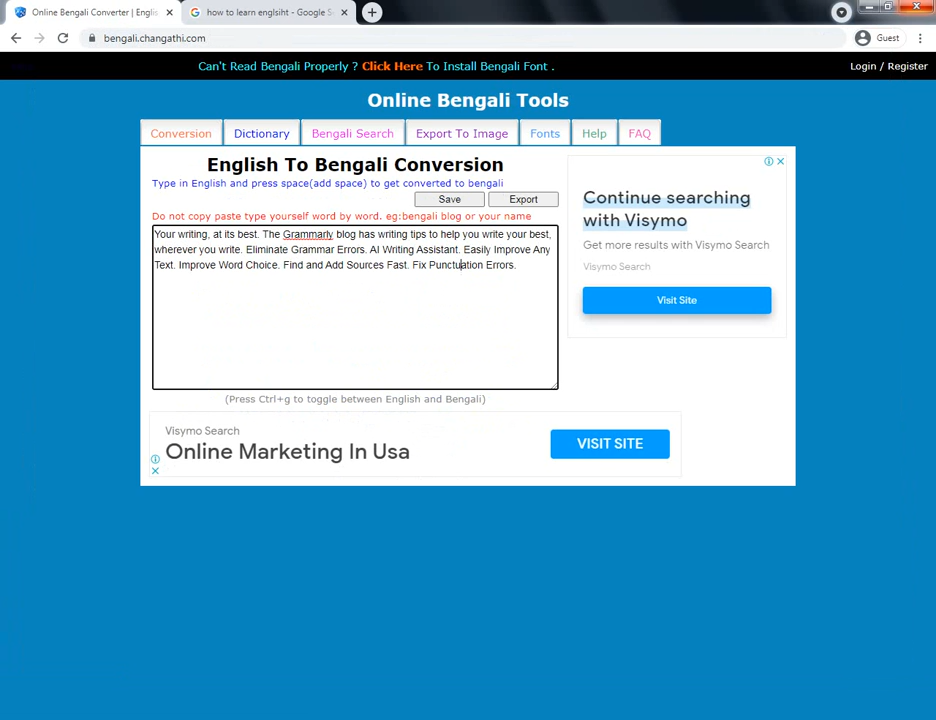 Online Bengali Converter | Englis
how to learn englsiht - Google S
bengali.changathi.com
Guest
Can't Read Bengali Properly ? Click Here To Install Bengali Font .
Login / Register
Online Bengali Tools
Conversion
Dictionary
Bengali Search
Export To Image
Fonts
Help
FAQ
English To Bengali Conversion
Type in English and press space(add space) to get converted to bengali
Save
Export
Do not copy paste type yourself word by word. eg:bengali blog or your name
Your writing, at its best. The Grammarly blog has writing tips to help you write your best,
wherever you write. Eliminate Grammar Errors. AI Writing Assistant. Easily Improve Any
Text. Improve Word Choice. Find and Add Sources Fast. Fix Punctuation Errors.
(Press Ctrl+g to toggle between English and Bengali)
Continue searching
with Visymo
Get more results with Visymo Search
Visymo Search
Visit Site
Visymo Search
Online Marketing In Usa
VISIT SITE